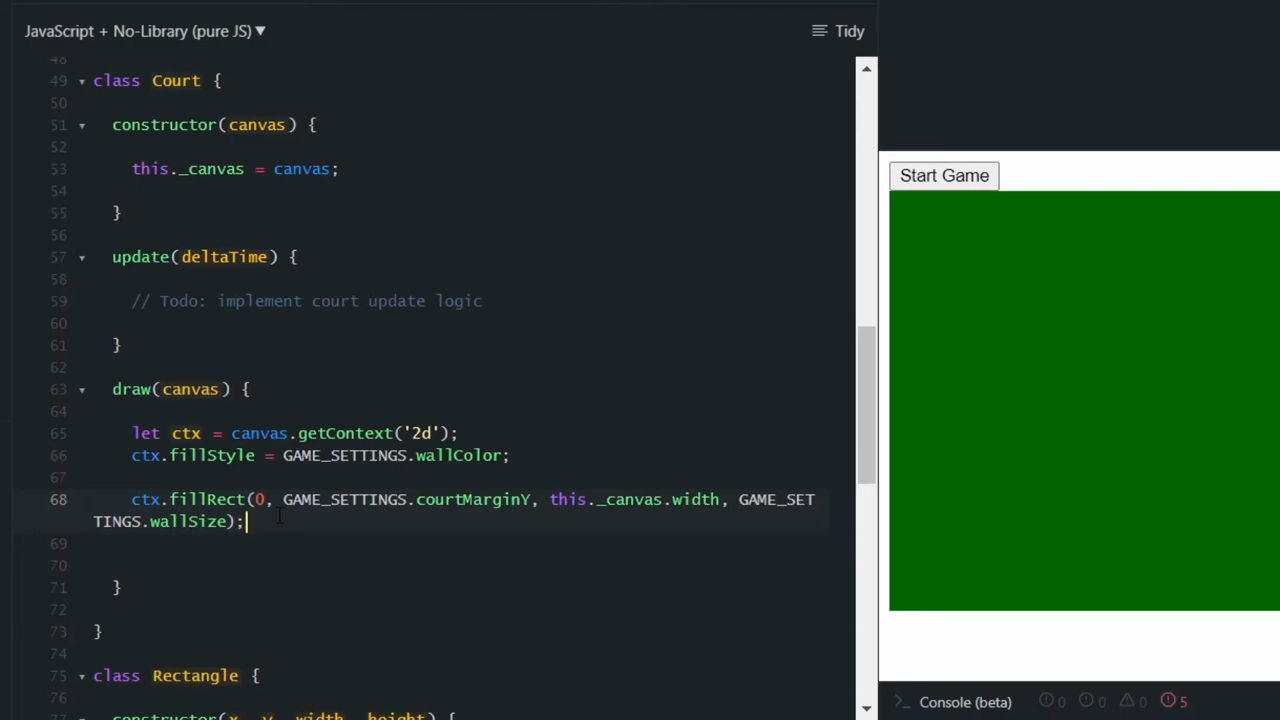 JavaScript + No-Library (pure JS) ▼
Tidy
48
49 class Court {
50
51 constructor(canvas) {
52
53 this._canvas = canvas;
54
55 }
56
57 update(deltaTime) {
58
59 // Todo: implement court update logic
60
61 }
62
63 draw(canvas) {
64
65 let ctx = canvas.getContext('2d');
66 ctx.fillStyle = GAME_SETTINGS.wallColor;
67
68 ctx.fillRect(0, GAME_SETTINGS.courtMarginY, this._canvas.width, GAME_SET
TINGS.wallSize);
69
70
71 }
72
73 }
74
75 class Rectangle {
76
77 constructor(x, y, width, height) {
Start Game
Console (beta) 0 0 0 5